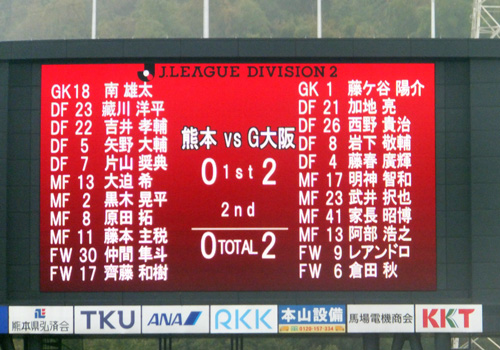 J.LEAGUE DIVISION 2
GK 18 南 雄太
DF 23 藏川 洋平
DF 22 吉井 孝輔
DF 5 矢野 大輔
DF 7 片山 奨典
MF 13 大迫 希
MF 2 黒木 晃平
MF 8 原田 拓
MF 11 藤本 主税
FW 30 仲間 隼斗
FW 17 齊藤 和樹
熊本 vs G大阪
0 1st 2
2nd
0 TOTAL 2
GK 1 藤ケ谷 陽介
DF 21 加地 亮
DF 26 西野 貴治
DF 8 岩下 敬輔
DF 4 藤春 廣輝
MF 17 明神 智和
MF 23 武井 択也
MF 41 家長 昭博
MF 13 阿部 浩之
FW 9 レアンドロ
FW 6 倉田 秋
熊本県弘済会
TKU
ANA
RKK
本山設備
0120-157-334
馬場電機商会
KKT